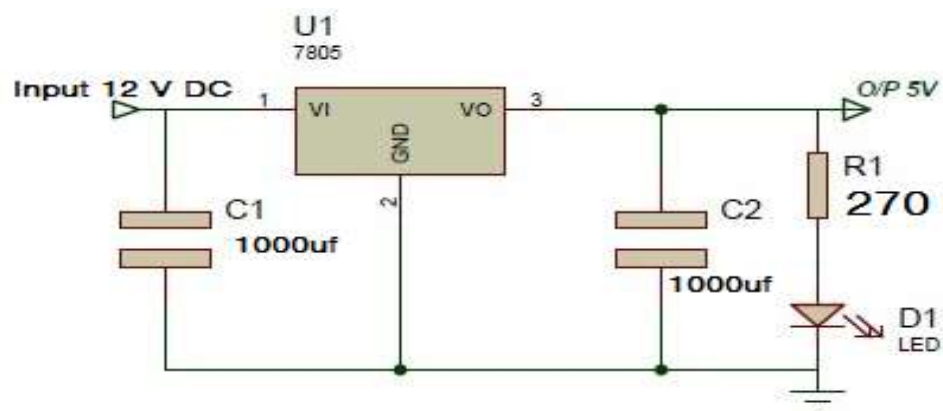 U1
7805
Input 12 V DC
1
VI
VO
3
O/P 5V
GND
2
C1
1000uf
C2
1000uf
R1
270
D1
LED